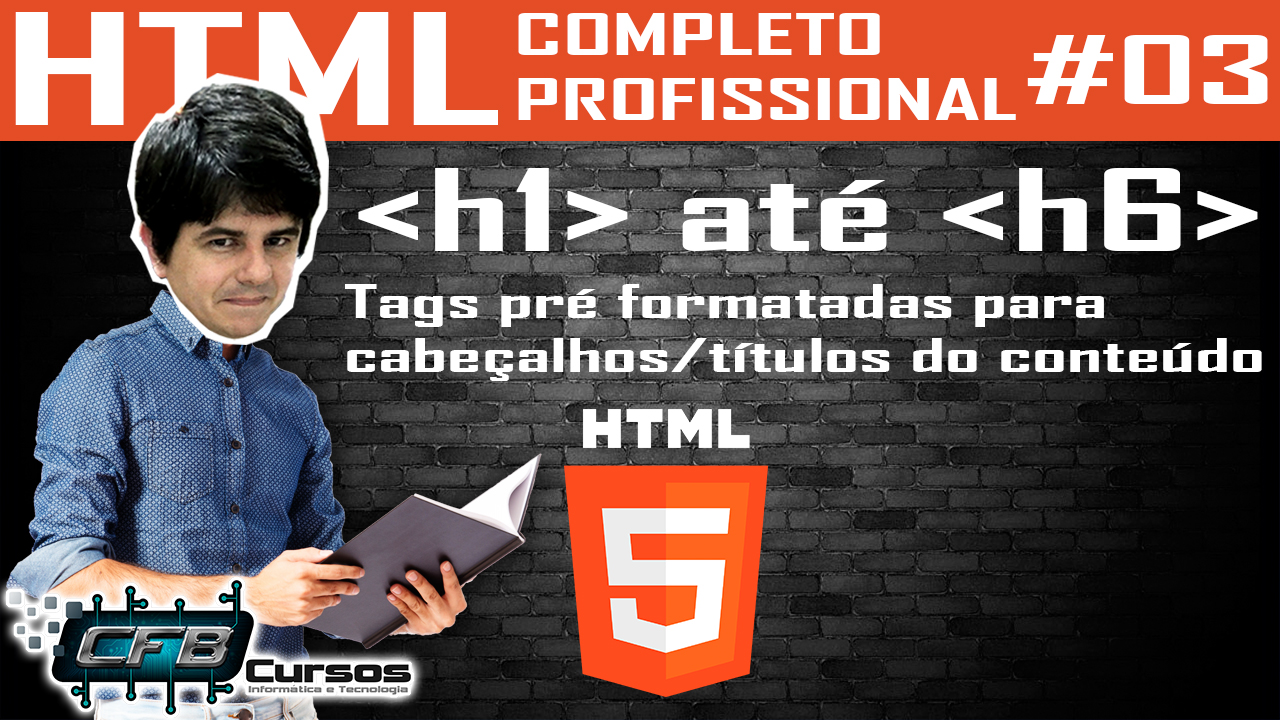 HTML
COMPLETO
PROFISSIONAL
#03
<h1> até <h6>
Tags pré formatadas para
cabeçalhos/títulos do conteúdo
HTML
5
CFB
Cursos
Informática e Tecnologia